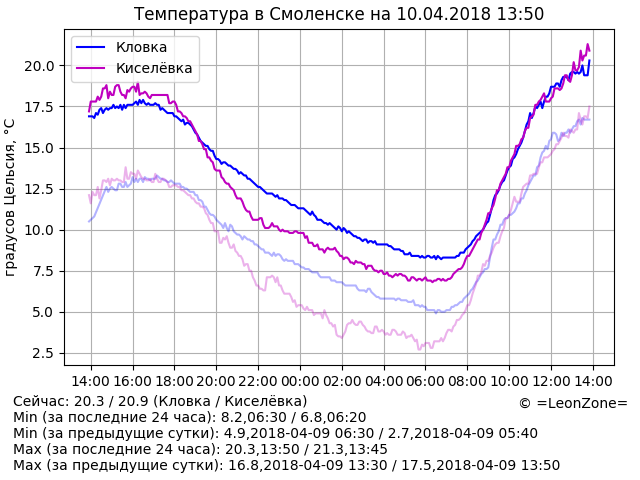 Температура в Смоленске на 10.04.2018 13:50
Кловка
Киселёвка
градусов Цельсия, °C
20.0
17.5
15.0
12.5
10.0
7.5
5.0
2.5
14:00 16:00 18:00 20:00 22:00 00:00 02:00 04:00 06:00 08:00 10:00 12:00 14:00
Сейчас: 20.3 / 20.9 (Кловка / Киселёвка)
© =LeonZone=
Min (за последние 24 часа): 8.2,06:30 / 6.8,06:20
Min (за предыдущие сутки): 4.9,2018-04-09 06:30 / 2.7,2018-04-09 05:40
Max (за последние 24 часа): 20.3,13:50 / 21.3,13:45
Max (за предыдущие сутки): 16.8,2018-04-09 13:30 / 17.5,2018-04-09 13:50